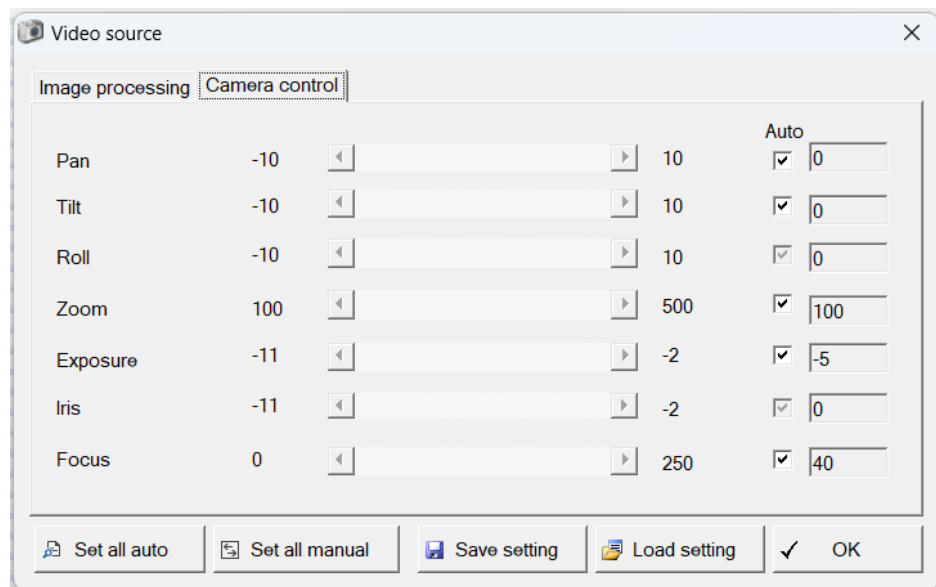 Video source
Image processing Camera control
Auto
Pan -10 10 0
Tilt -10 10 0
Roll -10 10 0
Zoom 100 500 100
Exposure -11 -2 -5
Iris -11 -2 0
Focus 0 250 40
Set all auto Set all manual Save setting Load setting OK